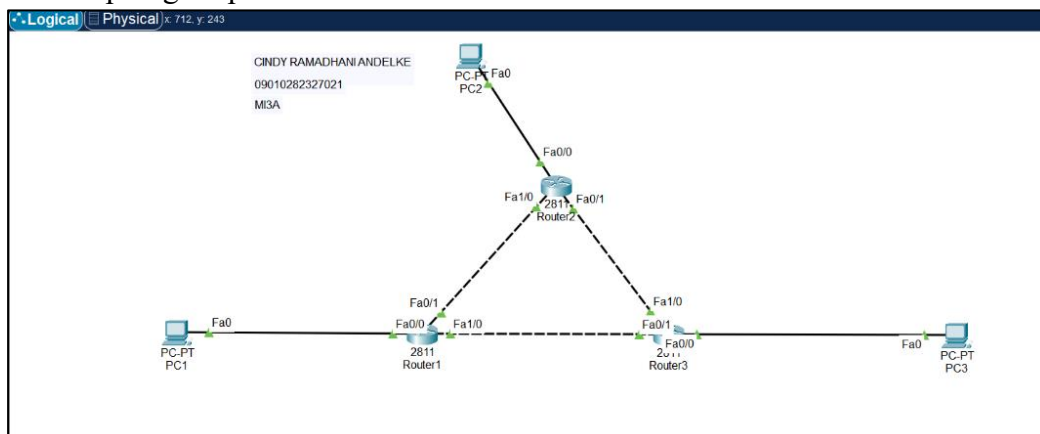 Logical Physical x: 712, y: 243
CINDY RAMADHANI ANDELKE
09010282327021
MI3A
Fa0
PC-PT
PC2
Fa0/0
Fa1/0
Fa0/1
2811
Router2
Fa0/1
Fa1/0
Fa0
Fa0/0
Fa1/0
Fa0/1
Fa0/0
Fa0
PC-PT
PC1
2811
Router1
Router3
PC-PT
PC3